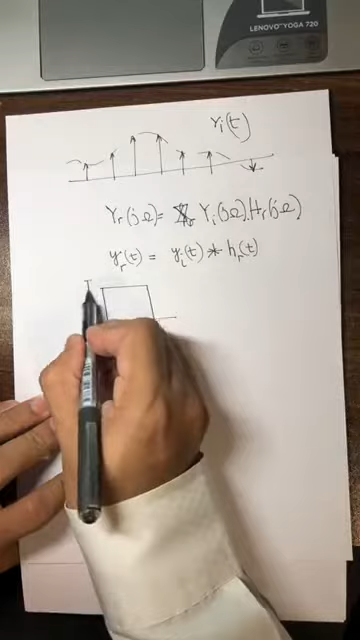 LENOVO YOGA 720
Yi(t)
Yr(jΩ) = Yi(jΩ).Hr(jΩ)
yr(t) = yi(t) * hr(t)
T